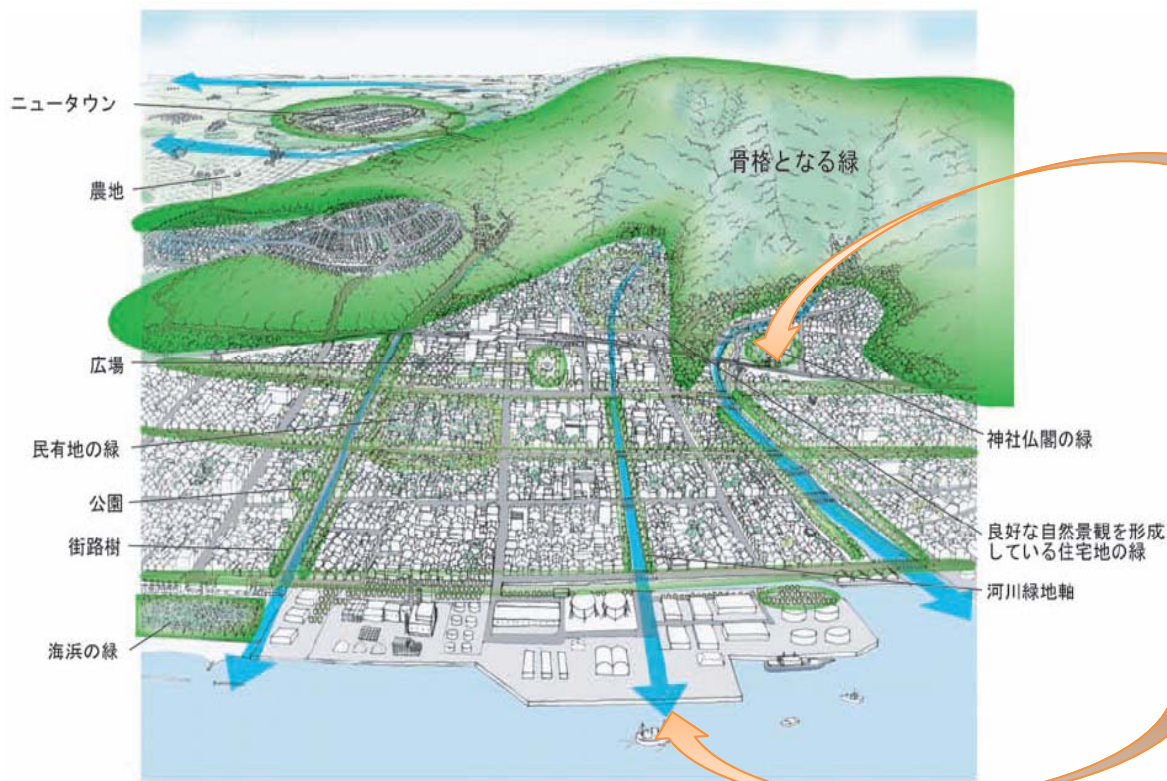 ニュータウン
農地
骨格となる緑
広場
民有地の緑
公園
街路樹
海浜の緑
神社仏閣の緑
良好な自然景観を形成
している住宅地の緑
河川緑地軸